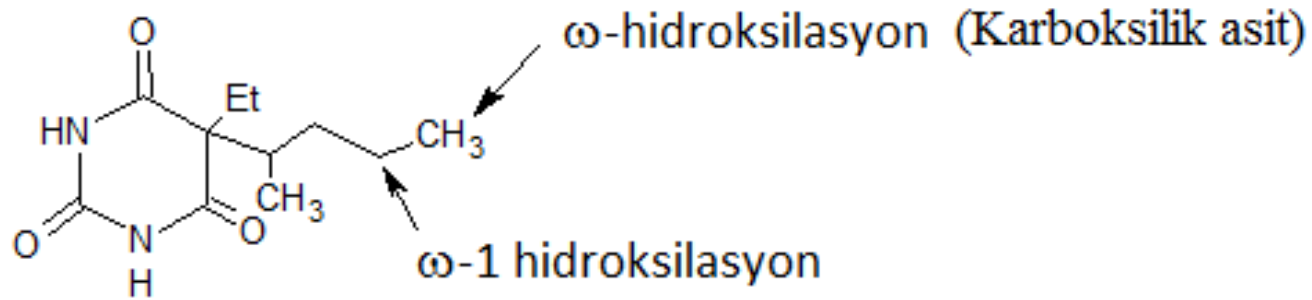 ω-hidroksilasyon (Karboksilik asit)
O
Et
HN
CH₃
CH₃
O
N
H
O
ω-1 hidroksilasyon